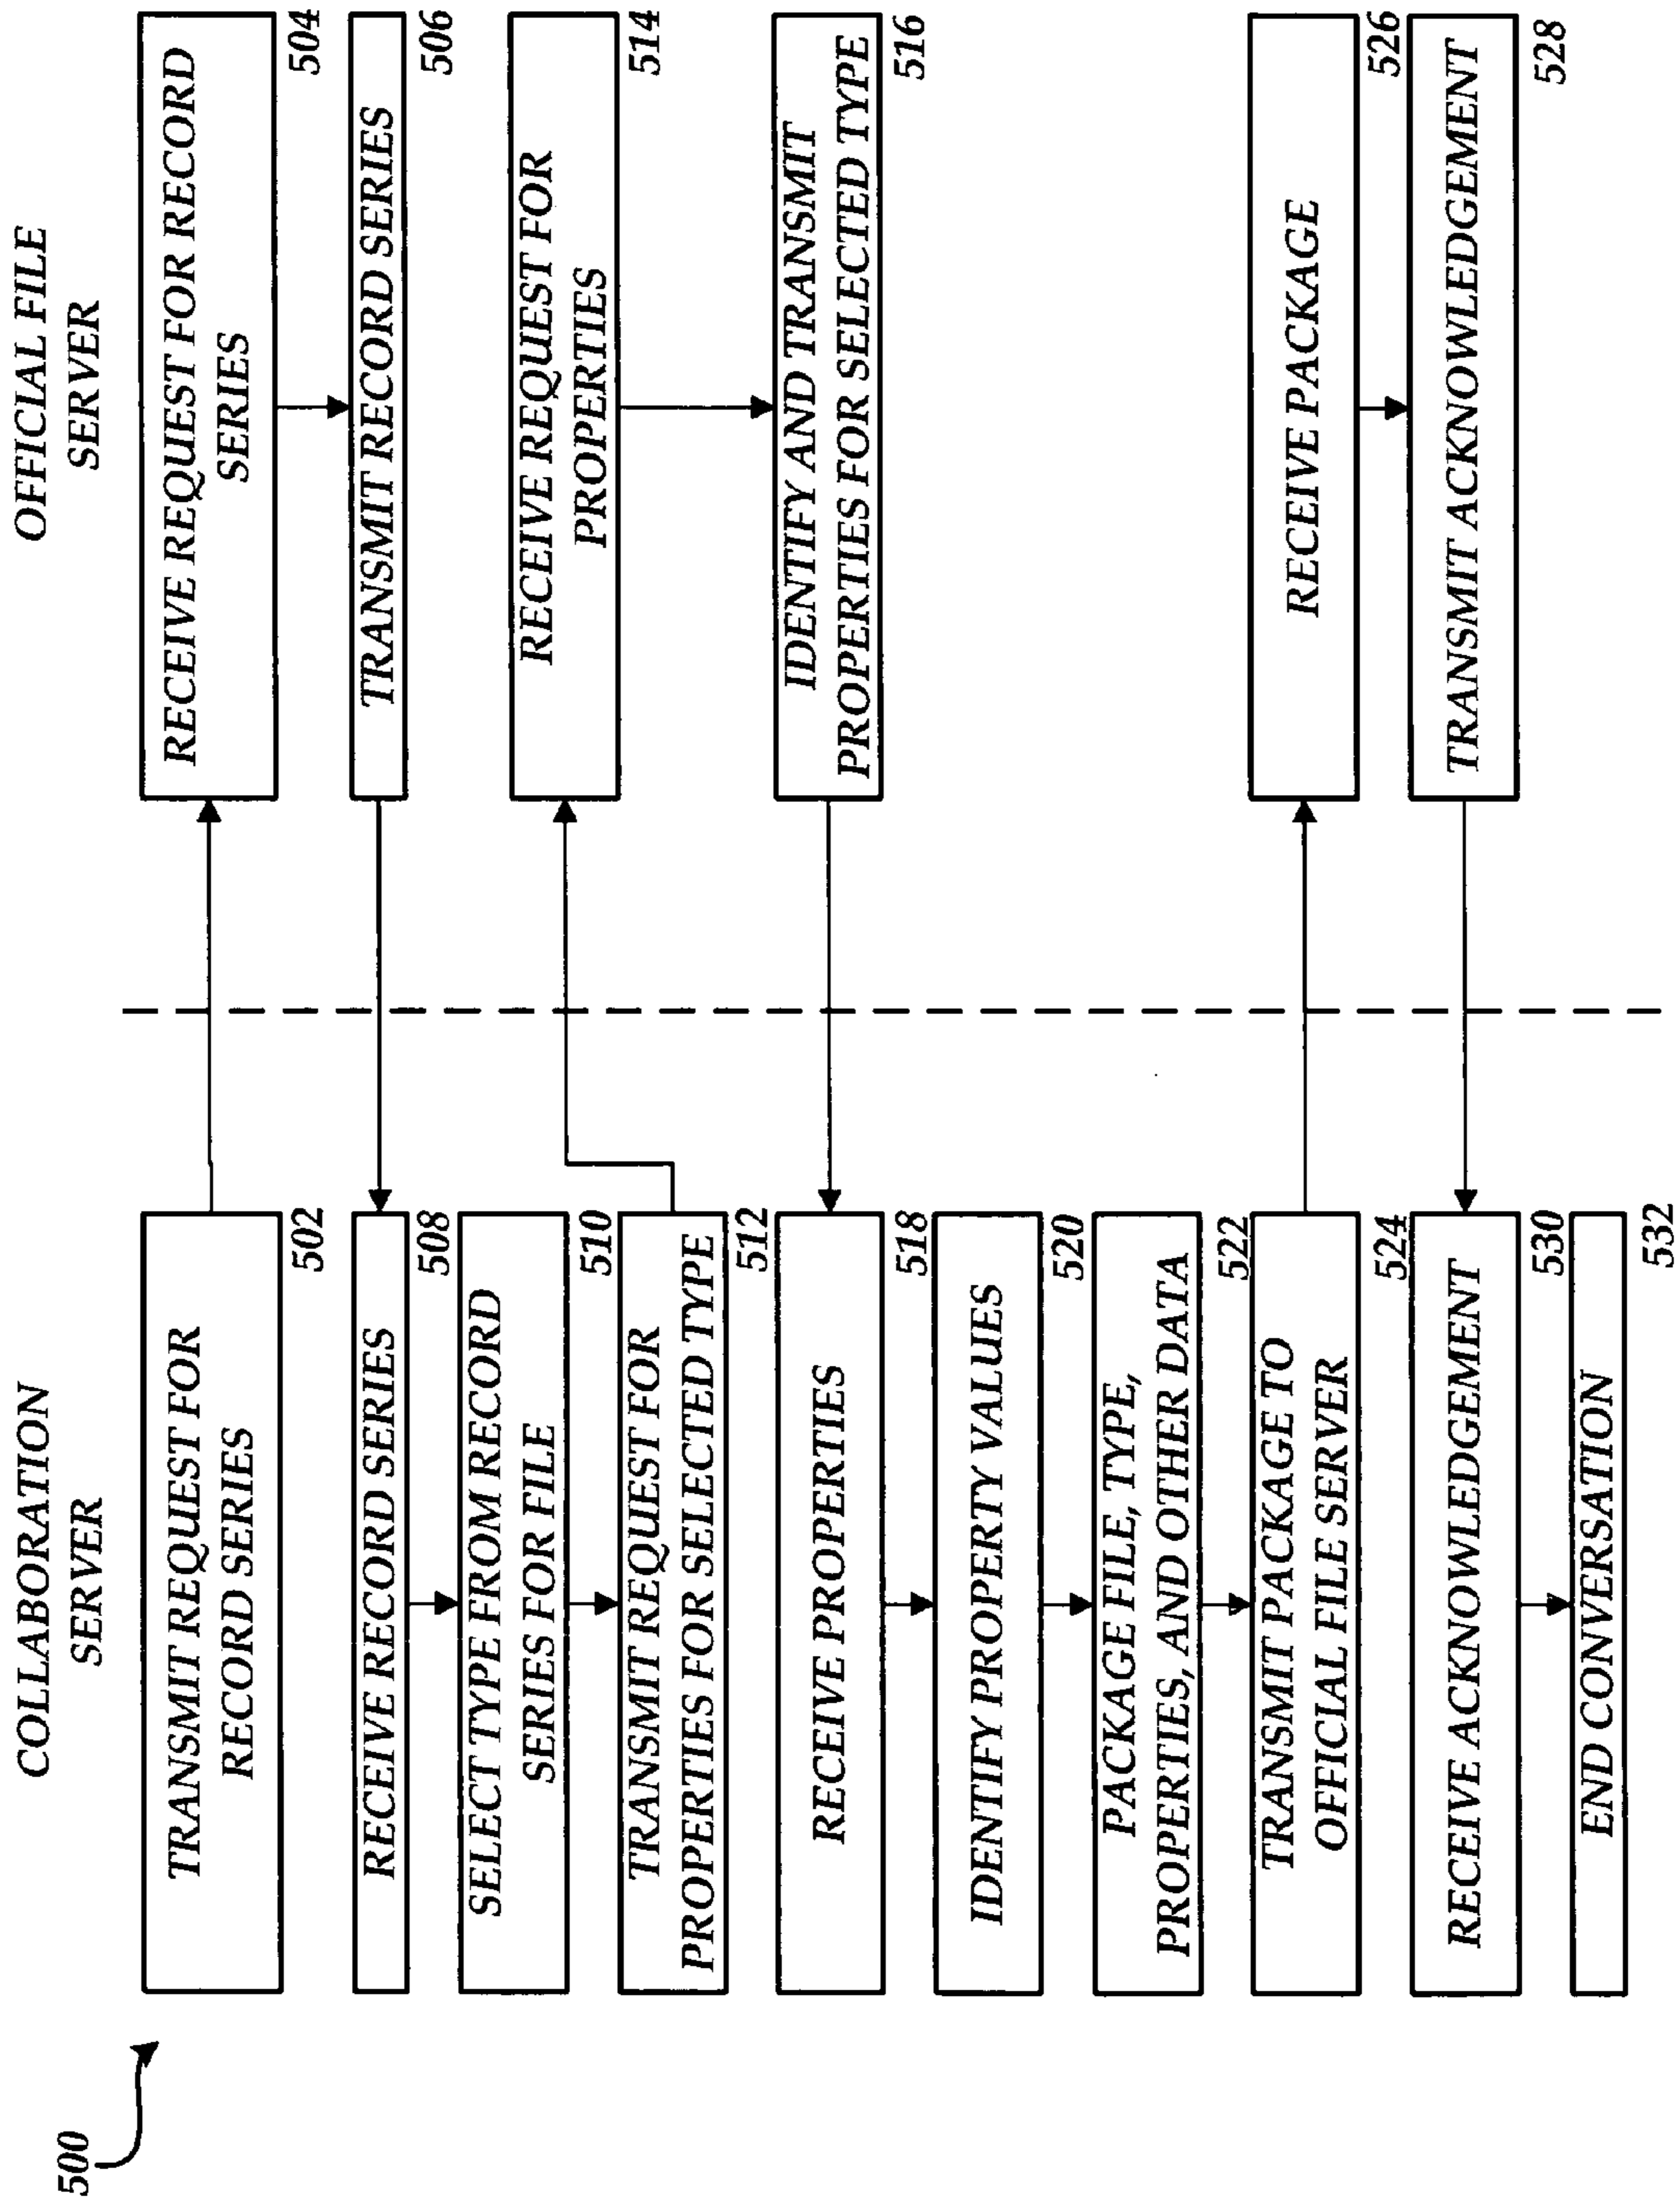 500
COLLABORATION
SERVER
OFFICIAL FILE
SERVER
TRANSMIT REQUEST FOR
RECORD SERIES
502
RECEIVE REQUEST FOR RECORD
SERIES
504
TRANSMIT RECORD SERIES
506
RECEIVE RECORD SERIES
508
SELECT TYPE FROM RECORD
SERIES FOR FILE
510
TRANSMIT REQUEST FOR
PROPERTIES FOR SELECTED TYPE
512
RECEIVE REQUEST FOR
PROPERTIES
514
IDENTIFY AND TRANSMIT
PROPERTIES FOR SELECTED TYPE
516
RECEIVE PROPERTIES
518
IDENTIFY PROPERTY VALUES
520
PACKAGE FILE, TYPE,
PROPERTIES, AND OTHER DATA
522
TRANSMIT PACKAGE TO
OFFICIAL FILE SERVER
524
RECEIVE PACKAGE
526
TRANSMIT ACKNOWLEDGEMENT
528
RECEIVE ACKNOWLEDGEMENT
530
END CONVERSATION
532